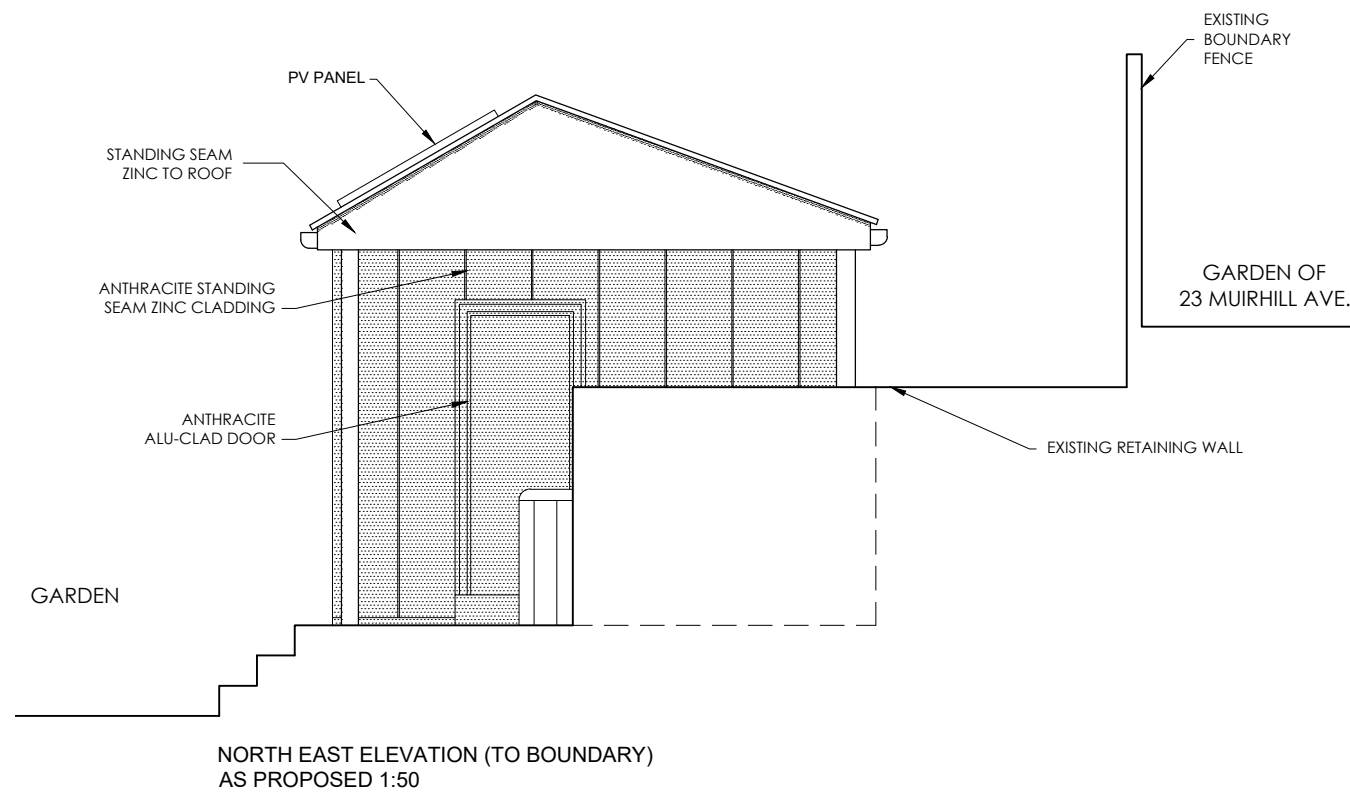 EXISTING
BOUNDARY
FENCE
PV PANEL
STANDING SEAM
ZINC TO ROOF
GARDEN OF
23 MUIRHILL AVE.
ANTHRACITE STANDING
SEAM ZINC CLADDING
ANTHRACITE
ALU-CLAD DOOR
EXISTING RETAINING WALL
GARDEN
NORTH EAST ELEVATION (TO BOUNDARY)
AS PROPOSED 1:50